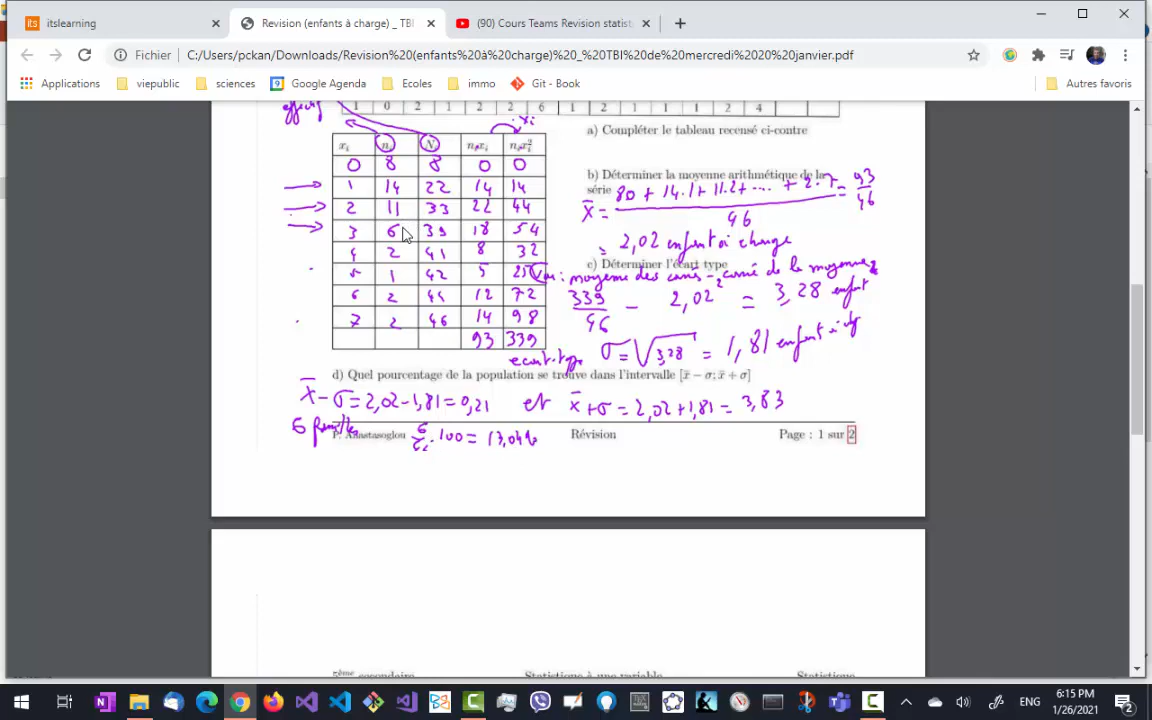 itslearning
Revision (enfants à charge) _ TBI
(90) Cours Teams Revision statist
Fichier
C:/Users/pckan/Downloads/Revision%20(enfants%20à%20charge)%20_%20TBI%20de%20mercredi%2020%20janvier.pdf
Applications
viepublic
sciences
Google Agenda
Ecoles
immo
Git - Book
Autres favoris
effectif 1 0 2 1 2 2 6 1 2 1 1 1 2 4
xi
xi ni Ni nixi nixi²
0 8 8 0 0
1 14 22 14 14
2 11 33 22 44
3 6 39 18 54
4 2 41 8 32
5 1 42 5 25
6 2 44 12 72
7 2 46 14 98
93 339
a) Compléter le tableau recensé ci-contre
b) Déterminer la moyenne arithmétique de la
série
x̄ = 80 + 14.1 + 11.2 + .... + 2.7 = 93
46 46
= 2,02 enfant à charge
c) Déterminer l'écart type
Var : moyenne des carrés - carré de la moyenne
339/46 - 2,02² = 3,28 enfant²
ecart-type σ = √3,28 = 1,81 enfant à
d) Quel pourcentage de la population se trouve dans l'intervalle [x̄ − σ; x̄ + σ]
x̄ - σ = 2,02 - 1,81 = 0,21 et x̄ + σ = 2,02 + 1,81 = 3,83
6
P. Anastasoglou
6 . 100 = 13,04%
Révision
Page : 1 sur 2
5ème secondaire
Statistique à une variable
Statistique
ENG
6:15 PM
1/26/2021
2